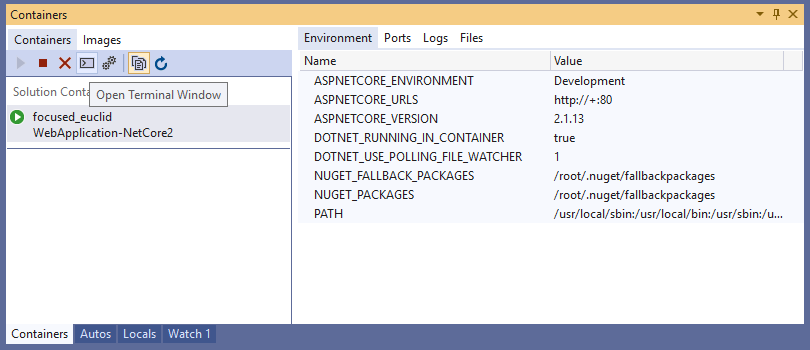 Containers
Containers Images
Environment Ports Logs Files
Solution Conta
Open Terminal Window
focused_euclid
WebApplication-NetCore2
Name Value
ASPNETCORE_ENVIRONMENT Development
ASPNETCORE_URLS http://+:80
ASPNETCORE_VERSION 2.1.13
DOTNET_RUNNING_IN_CONTAINER true
DOTNET_USE_POLLING_FILE_WATCHER 1
NUGET_FALLBACK_PACKAGES /root/.nuget/fallbackpackages
NUGET_PACKAGES /root/.nuget/fallbackpackages
PATH /usr/local/sbin:/usr/local/bin:/usr/sbin:/u...
Containers Autos Locals Watch 1